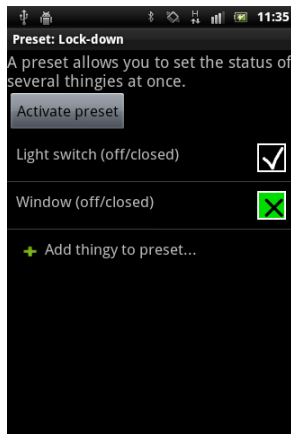 H
11:35
Preset: Lock-down
A preset allows you to set the status of
several thingies at once.
Activate preset
Light switch (off/closed)
Window (off/closed)
Add thingy to preset...